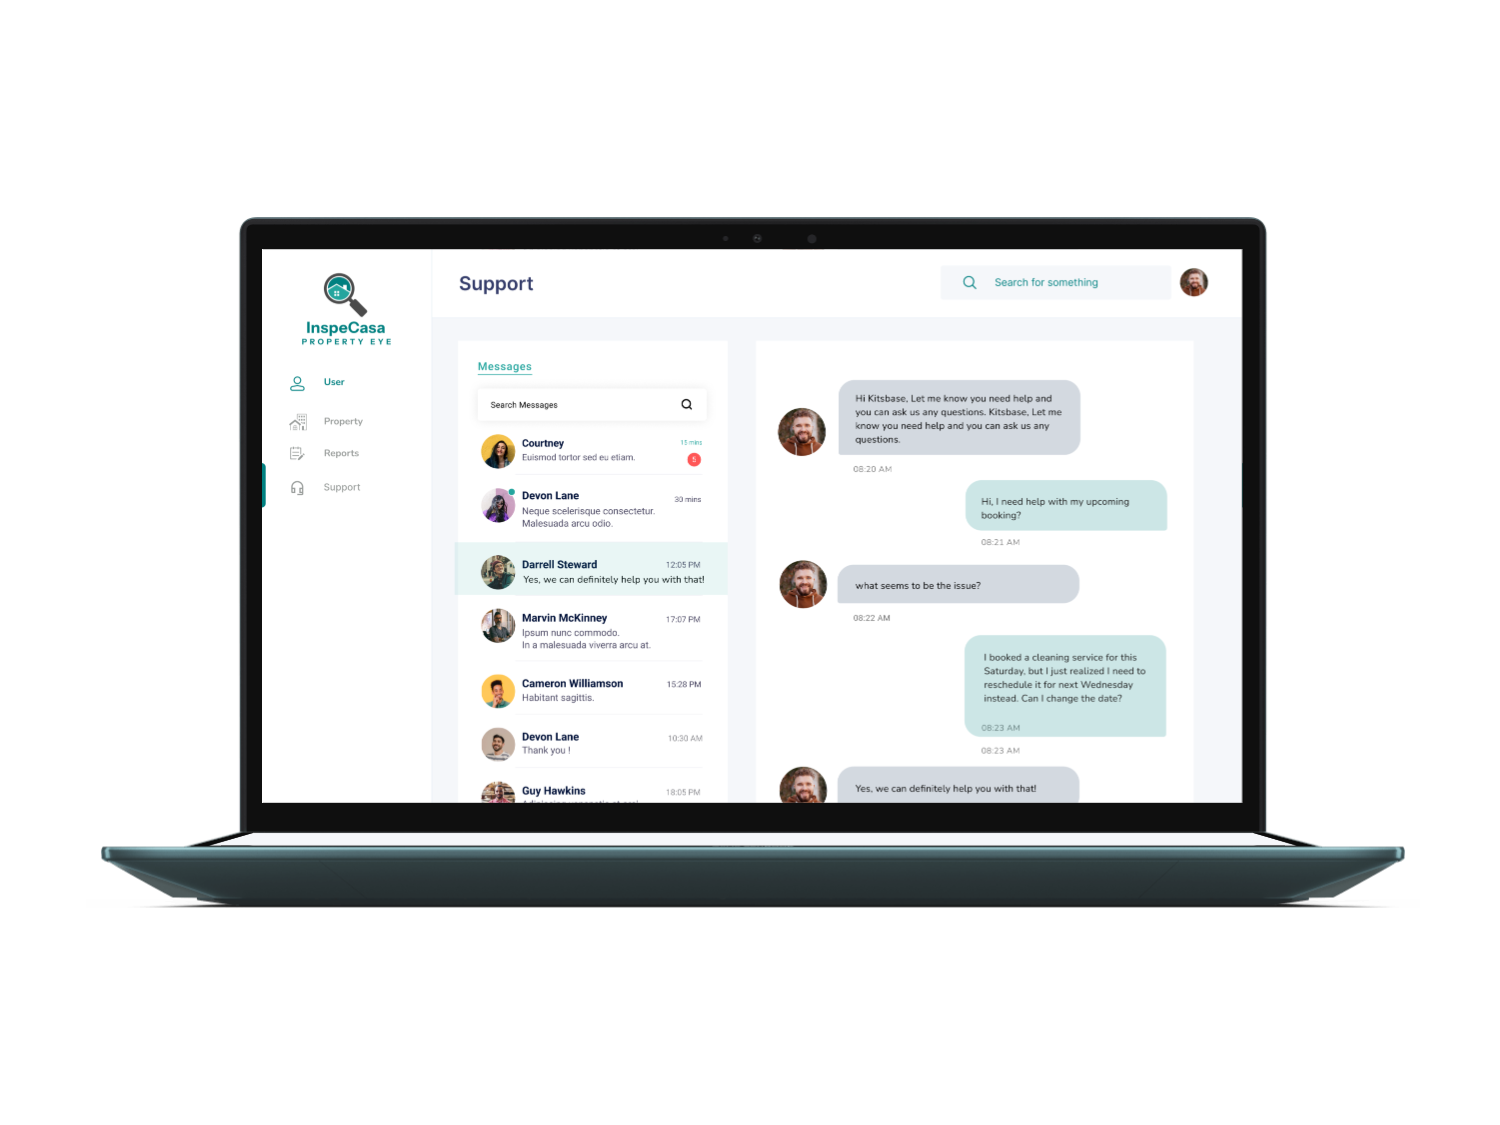 InspeCasa
PROPERTY EYE
User
Property
Reports
Support
Support
Search for something
Messages
Search Messages
Courtney
15 mins
Euismod tortor sed eu etiam.
5
Devon Lane
30 mins
Neque scelerisque consectetur.
Malesuada arcu odio.
Darrell Steward
12:05 PM
Yes, we can definitely help you with that!
Marvin McKinney
17:07 PM
Ipsum nunc commodo.
In a malesuada viverra arcu at.
Cameron Williamson
15:28 PM
Habitant sagittis.
Devon Lane
10:30 AM
Thank you !
Guy Hawkins
18:05 PM
Hi Kitsbase, Let me know you need help and
you can ask us any questions. Kitsbase, Let me
know you need help and you can ask us any
questions.
08:20 AM
Hi, I need help with my upcoming
booking?
08:21 AM
what seems to be the issue?
08:22 AM
I booked a cleaning service for this
Saturday, but I just realized I need to
reschedule it for next Wednesday
instead. Can I change the date?
08:23 AM
08:23 AM
Yes, we can definitely help you with that!